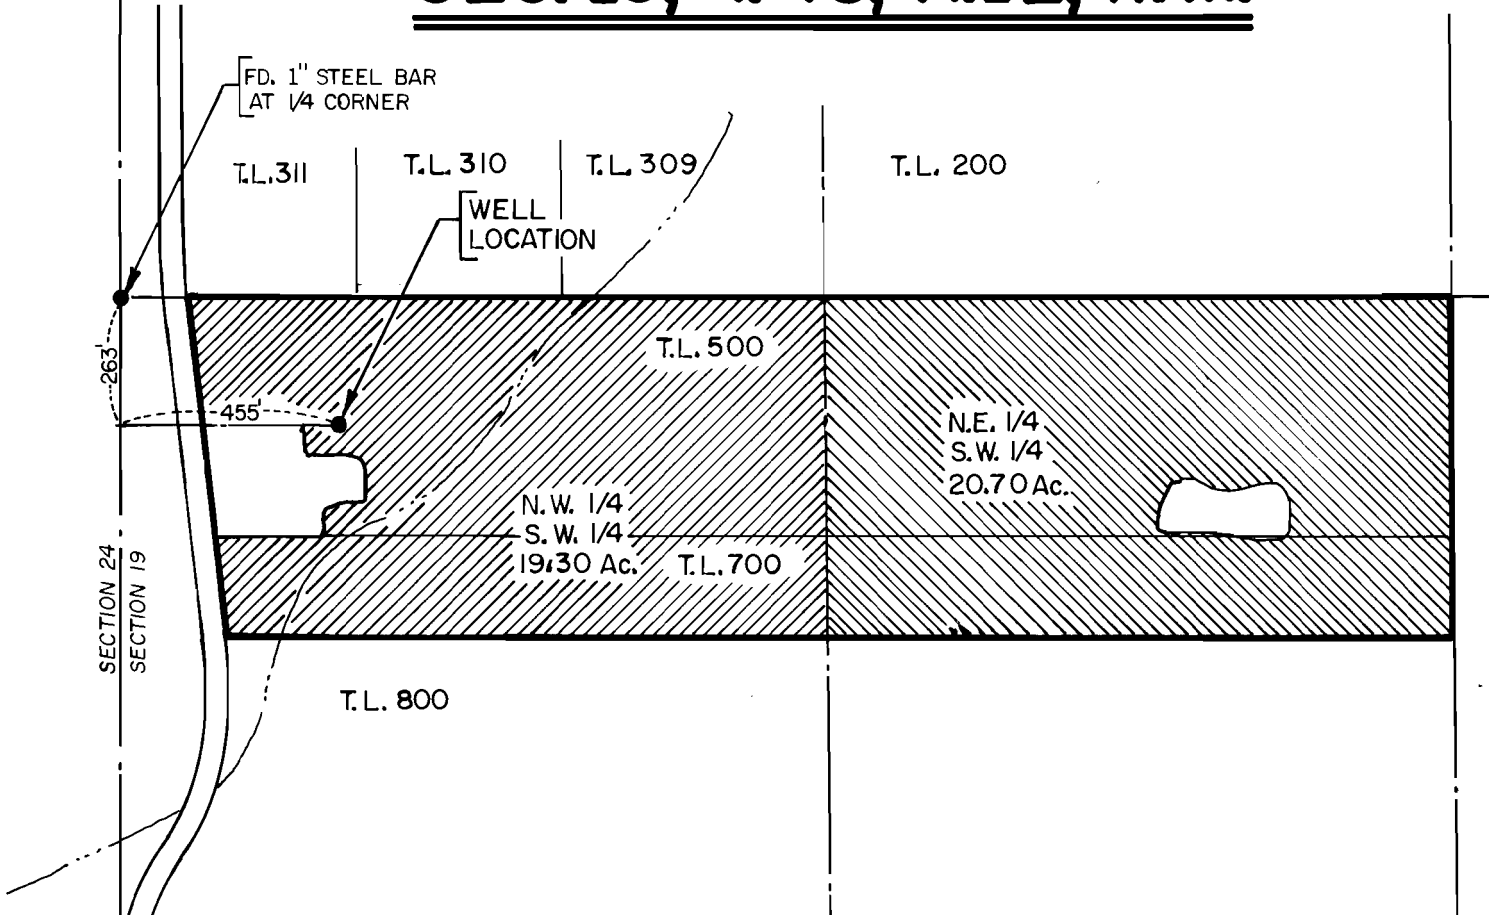 FD. 1" STEEL BAR
AT 1/4 CORNER
T.L.311
T.L.310
T.L.309
T.L. 200
WELL
LOCATION
263'
455'
T.L.500
N.E. 1/4
S.W. 1/4
20.70 Ac.
N.W. 1/4
S.W. 1/4
19.30 Ac.
T.L.700
SECTION 24
SECTION 19
T.L. 800